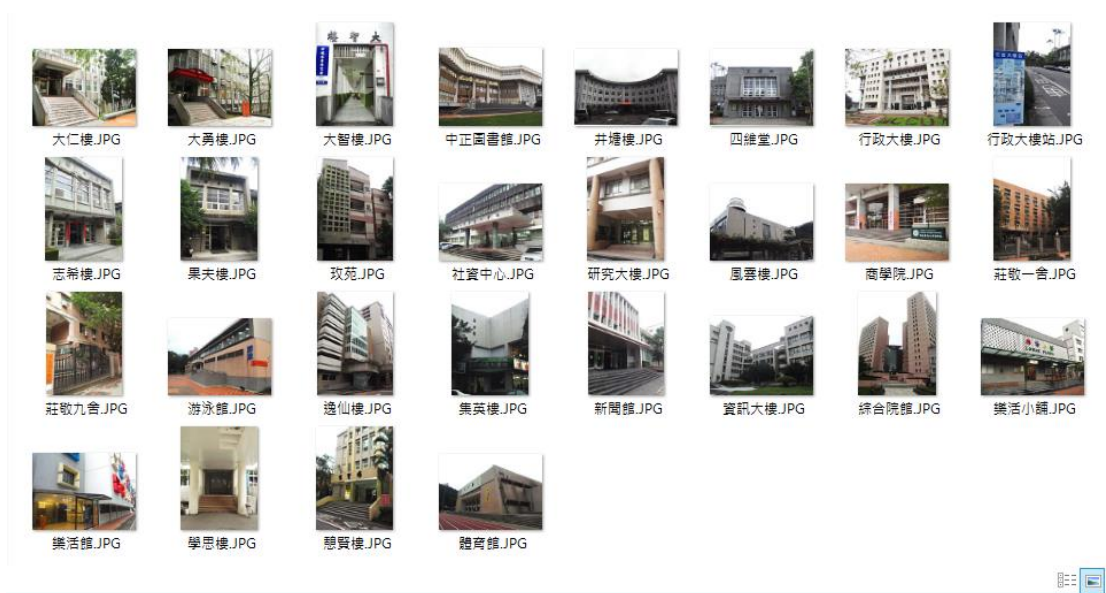 大仁樓.JPG
大勇樓.JPG
大智樓.JPG
中正圖書館.JPG
井塘樓.JPG
四維堂.JPG
行政大樓.JPG
行政大樓站.JPG
志希樓.JPG
果夫樓.JPG
玫苑.JPG
社資中心.JPG
研究大樓.JPG
風雲樓.JPG
商學院.JPG
莊敬一舍.JPG
莊敬九舍.JPG
游泳館.JPG
逸仙樓.JPG
集英樓.JPG
新聞館.JPG
資訊大樓.JPG
綜合院館.JPG
樂活小舖.JPG
樂活館.JPG
學思樓.JPG
憩賢樓.JPG
體育館.JPG